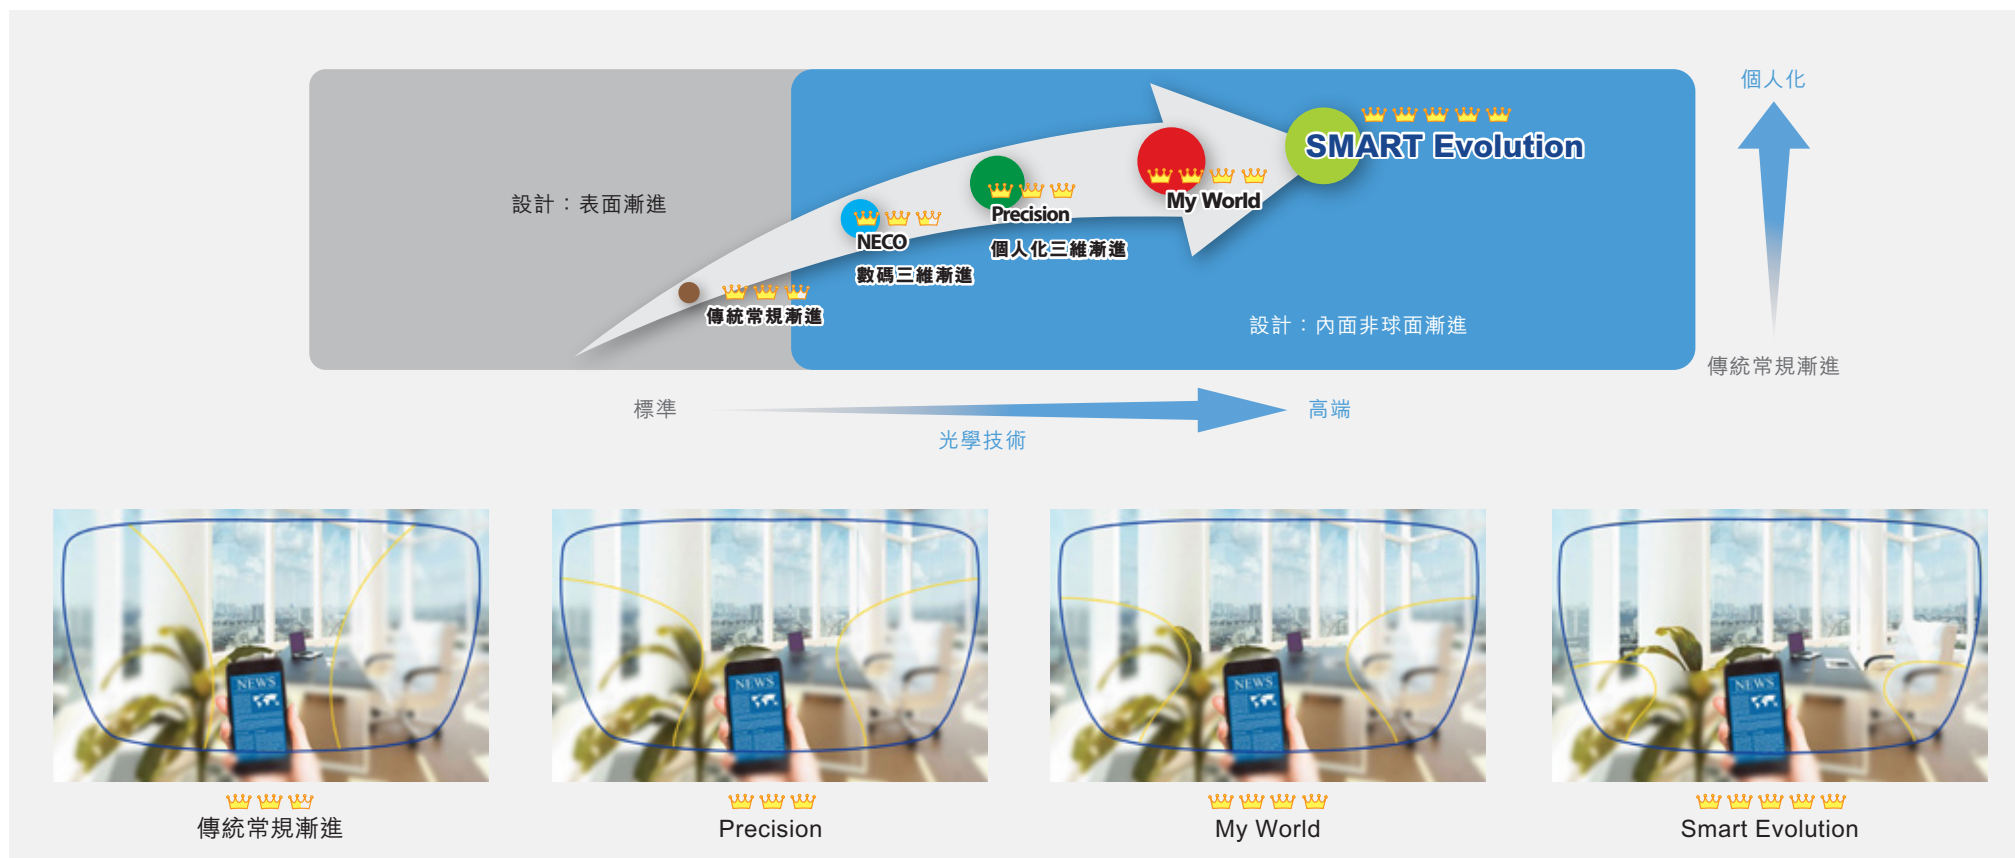 個人化
SMART Evolution
設計：表面漸進
My World
Precision
NECO
個人化三維漸進
數碼三維漸進
傳統常規漸進
設計：內面非球面漸進
傳統常規漸進
標準
高端
光學技術
NEWS
NEWS
NEWS
NEWS
傳統常規漸進
Precision
My World
Smart Evolution